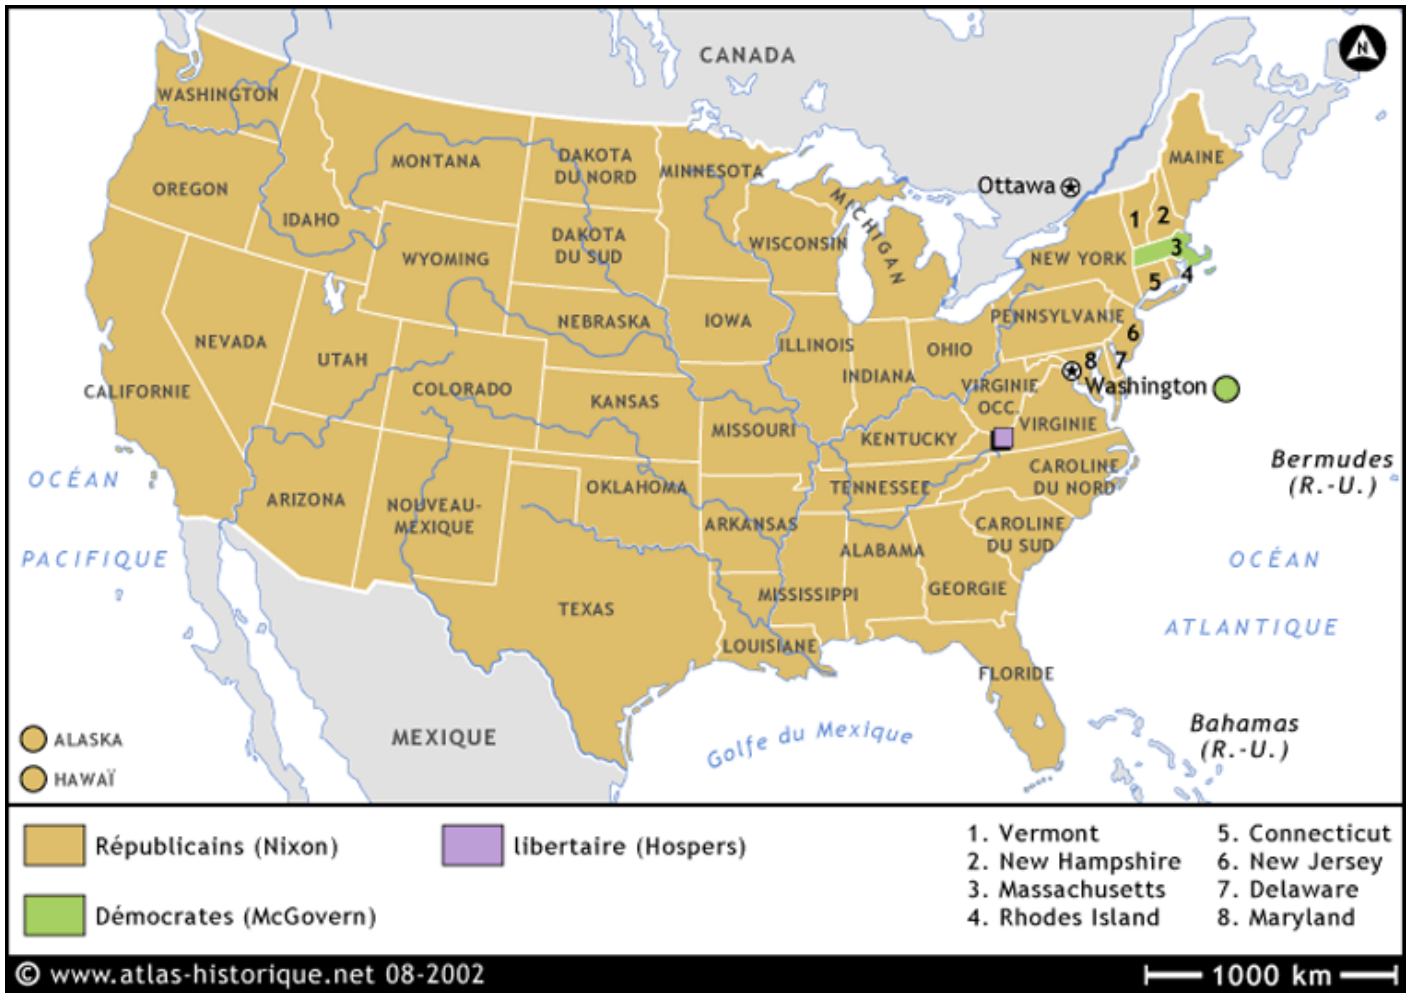 CANADA
N
WASHINGTON
MONTANA
DAKOTA
DU NORD
MINNESOTA
MAINE
OREGON
IDAHO
Ottawa
MICHIGAN
1
2
WYOMING
DAKOTA
DU SUD
WISCONSIN
NEW YORK
3
4
5
NEVADA
NEBRASKA
IOWA
PENNSYLVANIE
6
UTAH
ILLINOIS
OHIO
INDIANA
8
7
CALIFORNIE
COLORADO
KANSAS
VIRGINIE
OCC.
Washington
MISSOURI
KENTUCKY
VIRGINIE
OCÉAN
PACIFIQUE
ARIZONA
NOUVEAU-
MEXIQUE
OKLAHOMA
TENNESSEE
CAROLINE
DU NORD
Bermudes
(R.-U.)
ARKANSAS
CAROLINE
DU SUD
ALABAMA
OCÉAN
ATLANTIQUE
TEXAS
MISSISSIPPI
GEORGIE
LOUISIANE
FLORIDE
MEXIQUE
Golfe du Mexique
Bahamas
(R.-U.)
ALASKA
HAWAÏ
Républicains (Nixon)
libertaire (Hospers)
Démocrates (McGovern)
1. Vermont
2. New Hampshire
3. Massachusetts
4. Rhodes Island
5. Connecticut
6. New Jersey
7. Delaware
8. Maryland
© www.atlas-historique.net 08-2002
1000 km